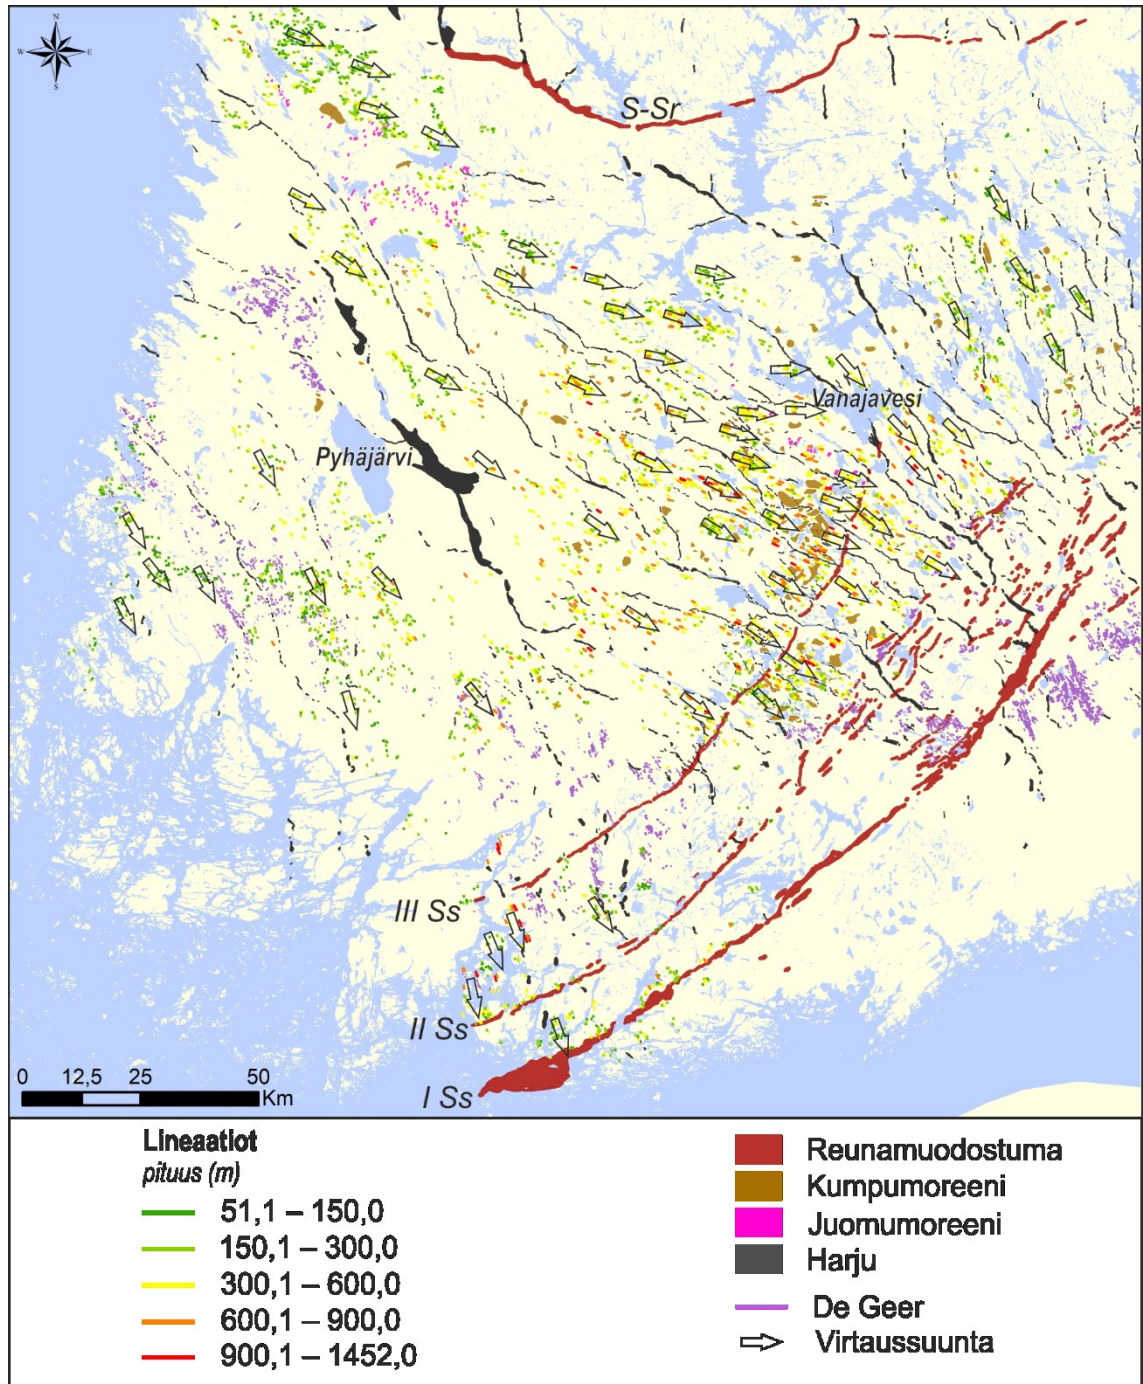 N
W E
S
S-Sr
Vanajavesi
Pyhäjärvi
III Ss
II Ss
I Ss
0 12,5 25 50
Km
Lineaatiot
pituus (m)
51,1 – 150,0
150,1 – 300,0
300,1 – 600,0
600,1 – 900,0
900,1 – 1452,0
Reunamuodostuma
Kumpumoreeni
Juomumoreeni
Harju
De Geer
Virtaussuunta